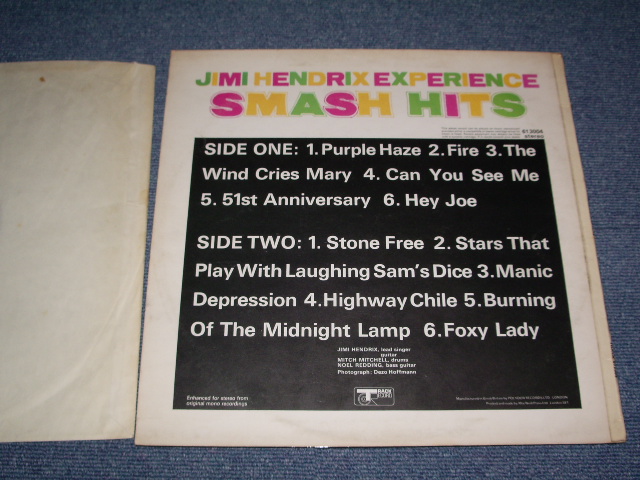 JIMI HENDRIX EXPERIENCE
SMASH HITS
613004
stereo
SIDE ONE: 1. Purple Haze 2. Fire 3. The
Wind Cries Mary 4. Can You See Me
5. 51st Anniversary 6. Hey Joe
SIDE TWO: 1. Stone Free 2. Stars That
Play With Laughing Sam's Dice 3. Manic
Depression 4. Highway Chile 5. Burning
Of The Midnight Lamp 6. Foxy Lady
JIMI HENDRIX, lead singer
guitar
MITCH MITCHELL, drums
NOEL REDDING, bass guitar
Photograph: Dezo Hoffmann
TRACK
RECORD
Enhanced for stereo from
original mono recordings